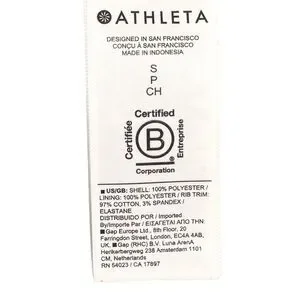 ATHLETA
DESIGNED IN SAN FRANCISCO
CONÇU À SAN FRANCISCO
MADE IN INDONESIA
S
P
CH
Certified
Certifiée
B
Entreprise
Corporation
US/GB: SHELL: 100% POLYESTER /
LINING: 100% POLYESTER / RIB TRIM:
97% COTTON, 3% SPANDEX /
ELASTANE
DISTRIBUIDO POR / Imported
By/Importeren / ΕΙΣΑΓΕΤΑΙ ΑΠΟ ΤΗΝ:
Gap Europe Ltd., 8th Floor, 20
Farringdon Street, London, EC4A 4AB,
UK. Gap (RHC) B.V. Luna ArenA
Herikerbergweg 238 Amsterdam 1101
CM, Netherlands
RN 54023 / CA 17897